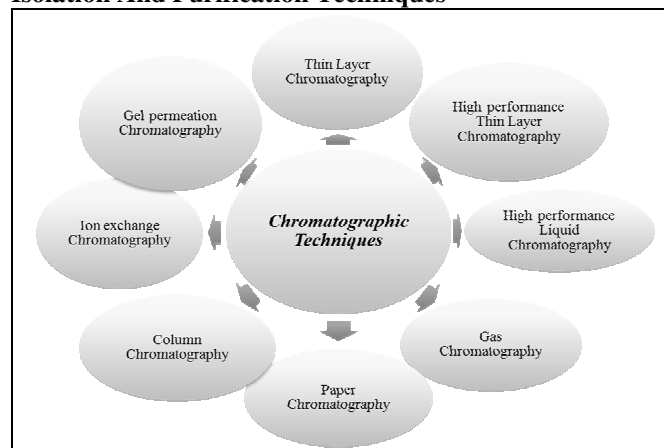 Isolation And Purification Techniques
Thin Layer
Chromatography
High performance
Thin Layer
Chromatography
High performance
Liquid
Chromatography
Gas
Chromatography
Paper
Chromatography
Column
Chromatography
Ion exchange
Chromatography
Gel permeation
Chromatography
Chromatographic
Techniques